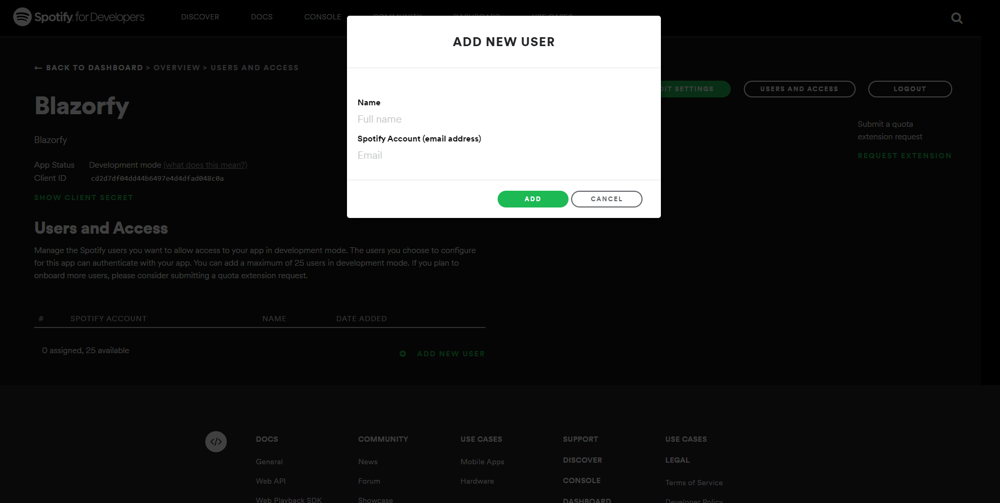 Spotify for Developers
DISCOVER DOCS CONSOLE COMMUNITY DASHBOARD USE CASES
ADD NEW USER
Name
Full name
Spotify Account (email address)
Email
ADD CANCEL
← BACK TO DASHBOARD > OVERVIEW > USERS AND ACCESS
DIT SETTINGS USERS AND ACCESS LOGOUT
Blazorfy
Blazorfy
Submit a quota
extension request
REQUEST EXTENSION
App Status Development mode (what does this mean?)
Client ID cd2d7df04dd44b6497e4d4dfad048c0a
SHOW CLIENT SECRET
Users and Access
Manage the Spotify users you want to allow access to your app in development mode. The users you choose to configure
for this app can authenticate with your app. You can add a maximum of 25 users in development mode. If you plan to
onboard more users, please consider submitting a quota extension request.
# SPOTIFY ACCOUNT NAME DATE ADDED
0 assigned, 25 available
ADD NEW USER
</> DOCS COMMUNITY USE CASES SUPPORT USE CASES
DISCOVER LEGAL
General News Mobile Apps
CONSOLE
Web API Forum Hardware Terms of Service
Web Playback SDK Showcase DASHBOARD Developer Policy